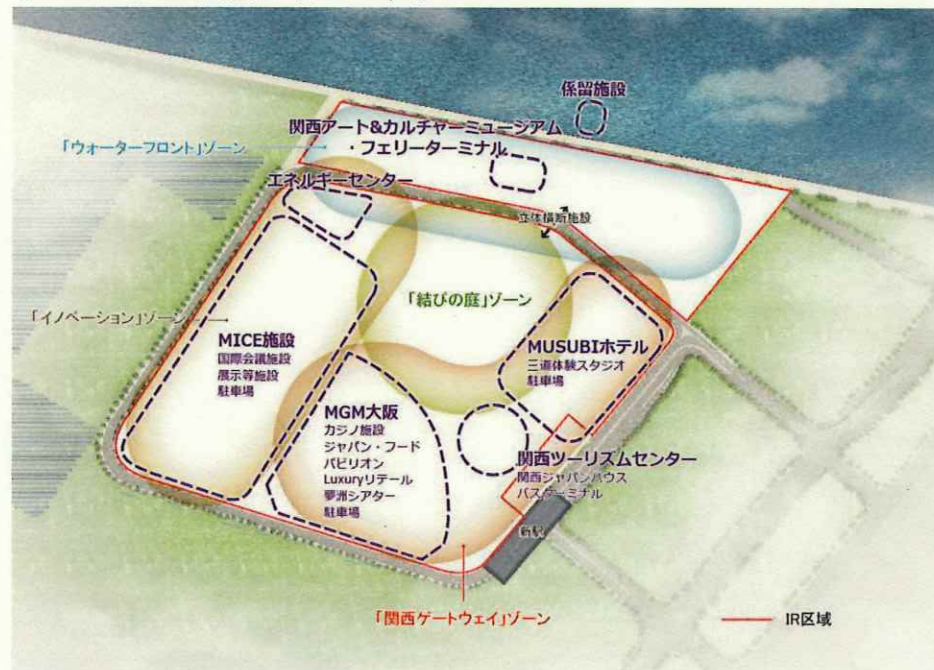 係留施設
関西アート&カルチャーミュージアム
・フェリーターミナル
「ウォーターフロント」ゾーン
エネルギーセンター
立体横断施設
「結びの庭」ゾーン
「イノベーション」ゾーン
MICE施設
国際会議施設
展示等施設
駐車場
MUSUBIホテル
三道体験スタジオ
駐車場
MGM大阪
カジノ施設
ジャパン・フード
パビリオン
Luxuryリテール
夢洲シアター
駐車場
関西ツーリズムセンター
関西ジャパンハウス
バスターミナル
新駅
「関西ゲートウェイ」ゾーン
IR区域